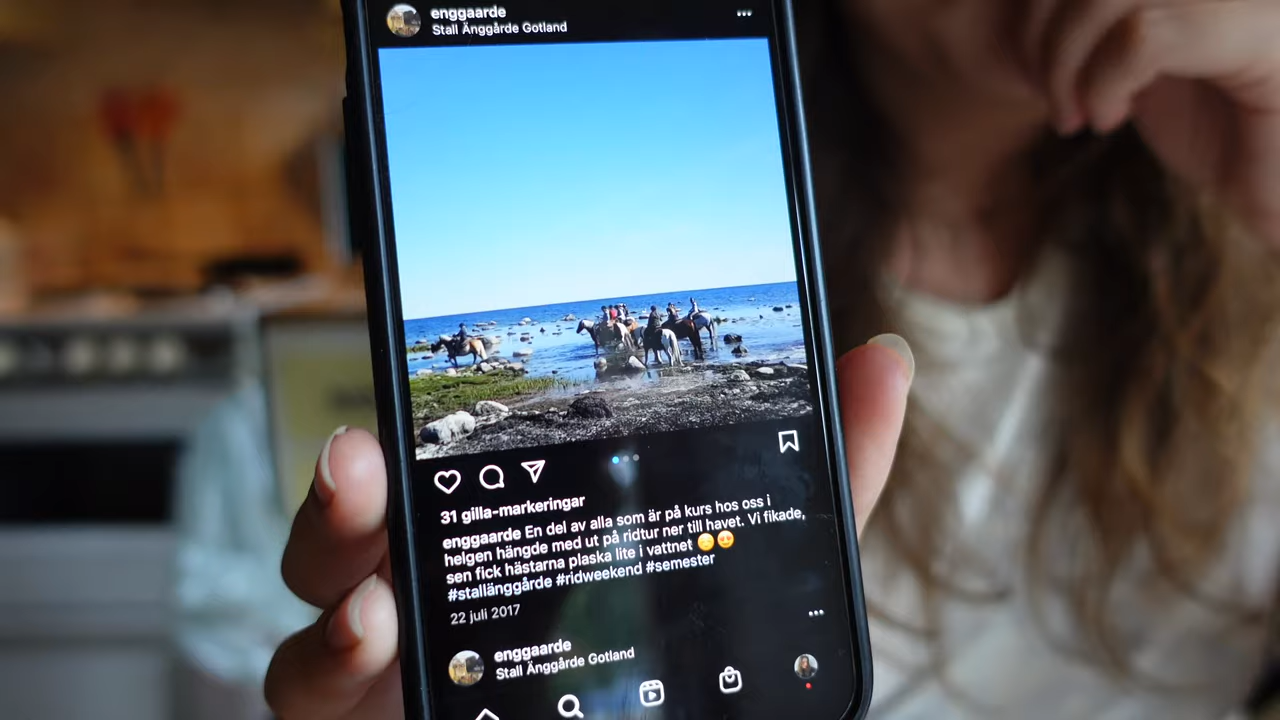 enggaarde
Stall Änggårde Gotland
31 gilla-markeringar
enggaarde En del av alla som är på kurs hos oss i
helgen hängde med ut på ridtur ner till havet. Vi fikade,
sen fick hästarna plaska lite i vattnet 😊😍
#stallänggårde #ridweekend #semester
22 juli 2017
enggaarde
Stall Änggårde Gotland